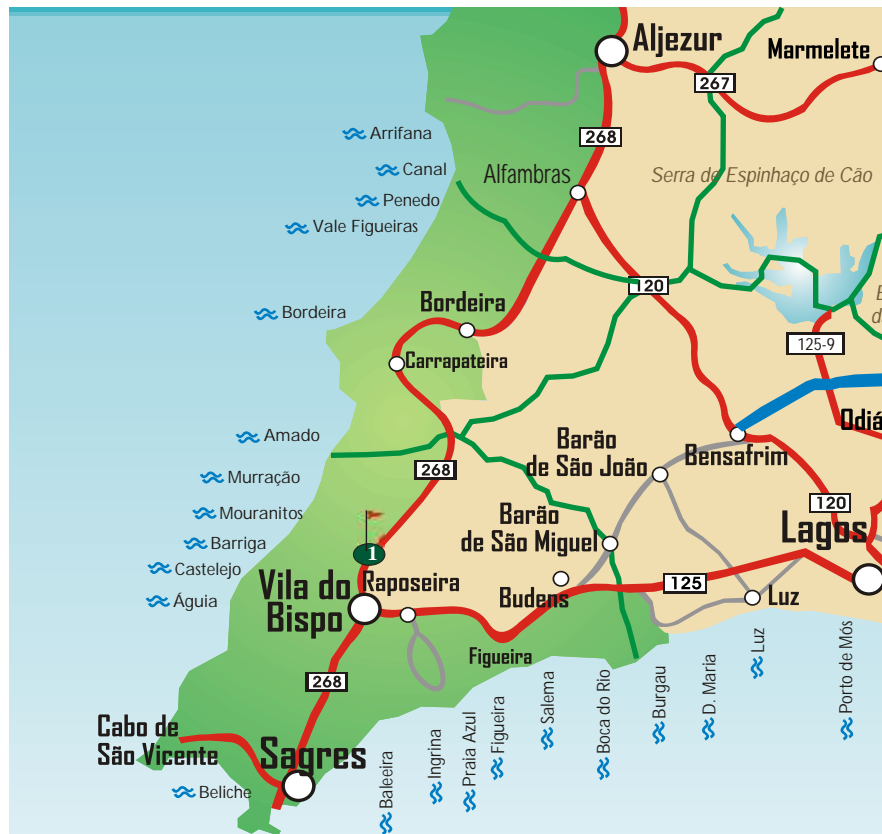 Aljezur
Marmelete
267
268
Arrifana
Canal
Alfambras
Serra de Espinhaço de Cão
Penedo
Vale Figueiras
120
Bordeira
Bordeira
125-9
Carrapateira
Odiá
Amado
Barão
de São João
Bensafrim
268
Murração
120
Mouranitos
Barão
de São Miguel
Lagos
Barriga
1
Castelejo
Vila do
Bispo
Raposeira
125
Budens
Luz
Águia
Figueira
268
Luz
Cabo de
São Vicente
Sagres
Beliche
Baleeira
Ingrina
Praia Azul
Figueira
Salema
Boca do Rio
Burgau
D. Maria
Porto de Mós